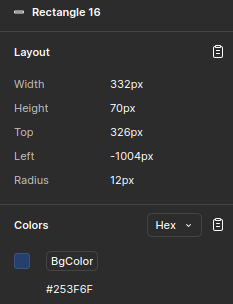 Rectangle 16
Layout
Width 332px
Height 70px
Top 326px
Left -1004px
Radius 12px
Colors Hex
BgColor
#253F6F